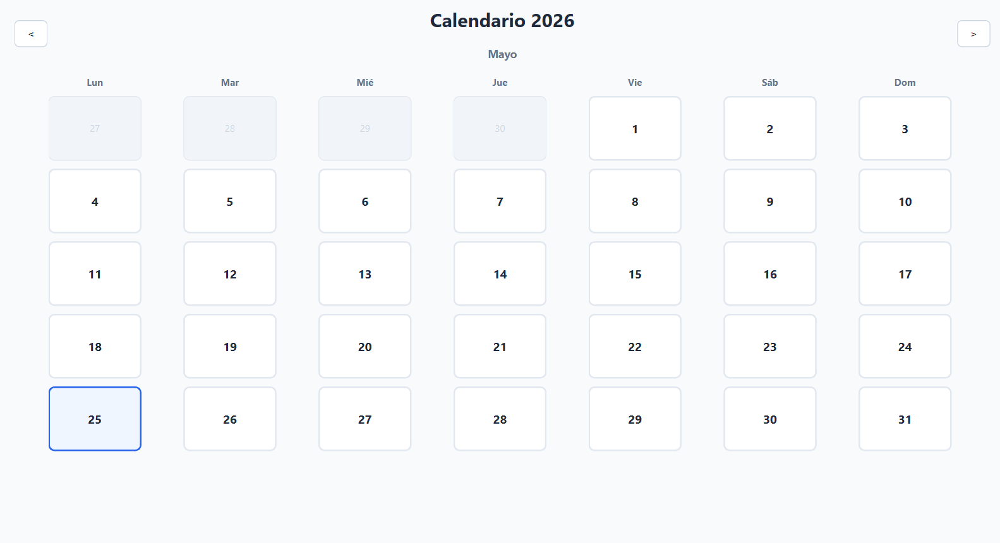 Calendario 2026
< >
Mayo
Lun Mar Mié Jue Vie Sáb Dom
27 28 29 30 1 2 3
4 5 6 7 8 9 10
11 12 13 14 15 16 17
18 19 20 21 22 23 24
25 26 27 28 29 30 31